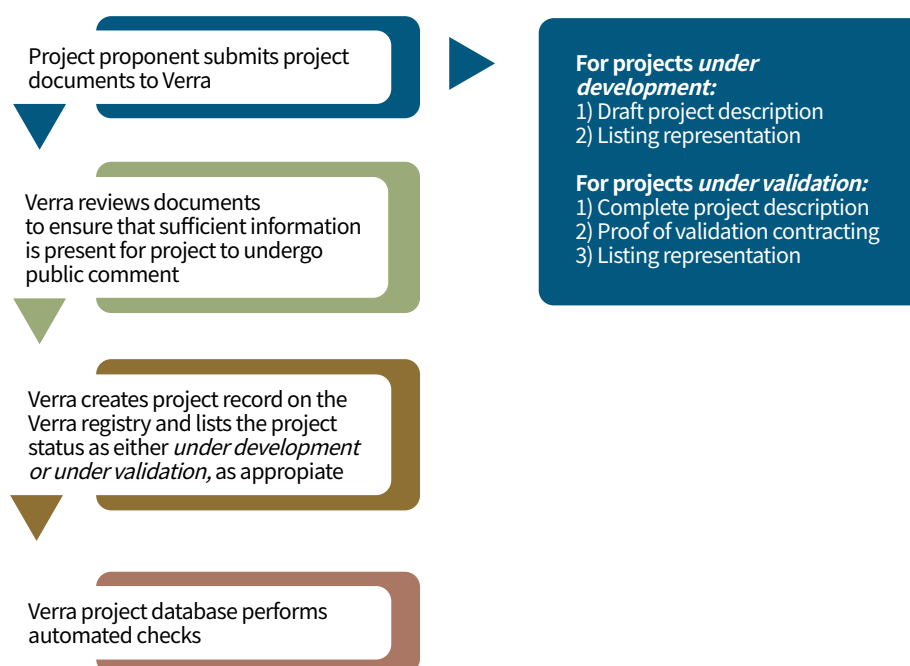 Project proponent submits project
documents to Verra
For projects under
development:
1) Draft project description
2) Listing representation
For projects under validation:
1) Complete project description
2) Proof of validation contracting
3) Listing representation
Verra reviews documents
to ensure that sufficient information
is present for project to undergo
public comment
Verra creates project record on the
Verra registry and lists the project
status as either under development
or under validation, as appropiate
Verra project database performs
automated checks